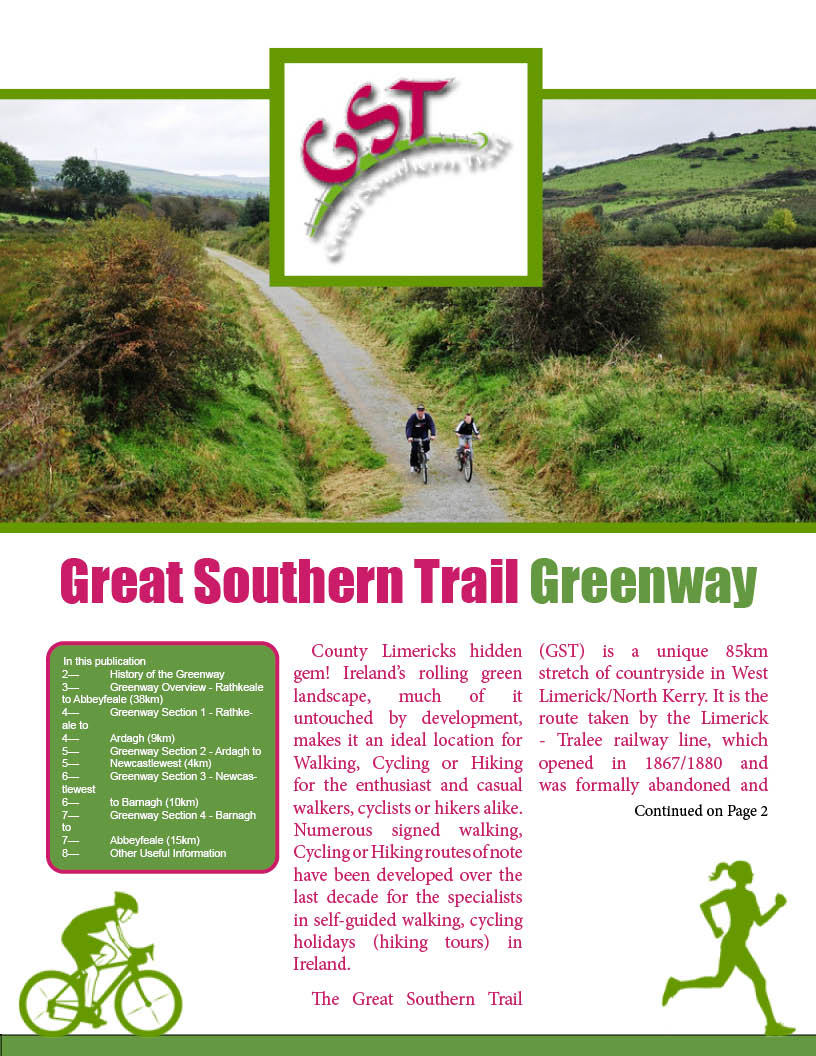 GST
Great Southern Trail
Great Southern Trail Greenway
In this publication
2— History of the Greenway
3— Greenway Overview - Rathkeale
to Abbeyfeale (38km)
4— Greenway Section 1 - Rathke-
ale to
4— Ardagh (9km)
5— Greenway Section 2 - Ardagh to
5— Newcastlewest (4km)
6— Greenway Section 3 - Newcas-
tlewest
6— to Barnagh (10km)
7— Greenway Section 4 - Barnagh
to
7— Abbeyfeale (15km)
8— Other Useful Information
County Limericks hidden
gem! Ireland’s rolling green
landscape, much of it
untouched by development,
makes it an ideal location for
Walking, Cycling or Hiking
for the enthusiast and casual
walkers, cyclists or hikers alike.
Numerous signed walking,
Cycling or Hiking routes of note
have been developed over the
last decade for the specialists
in self-guided walking, cycling
holidays (hiking tours) in
Ireland.
The Great Southern Trail
(GST) is a unique 85km
stretch of countryside in West
Limerick/North Kerry. It is the
route taken by the Limerick
- Tralee railway line, which
opened in 1867/1880 and
was formally abandoned and
Continued on Page 2